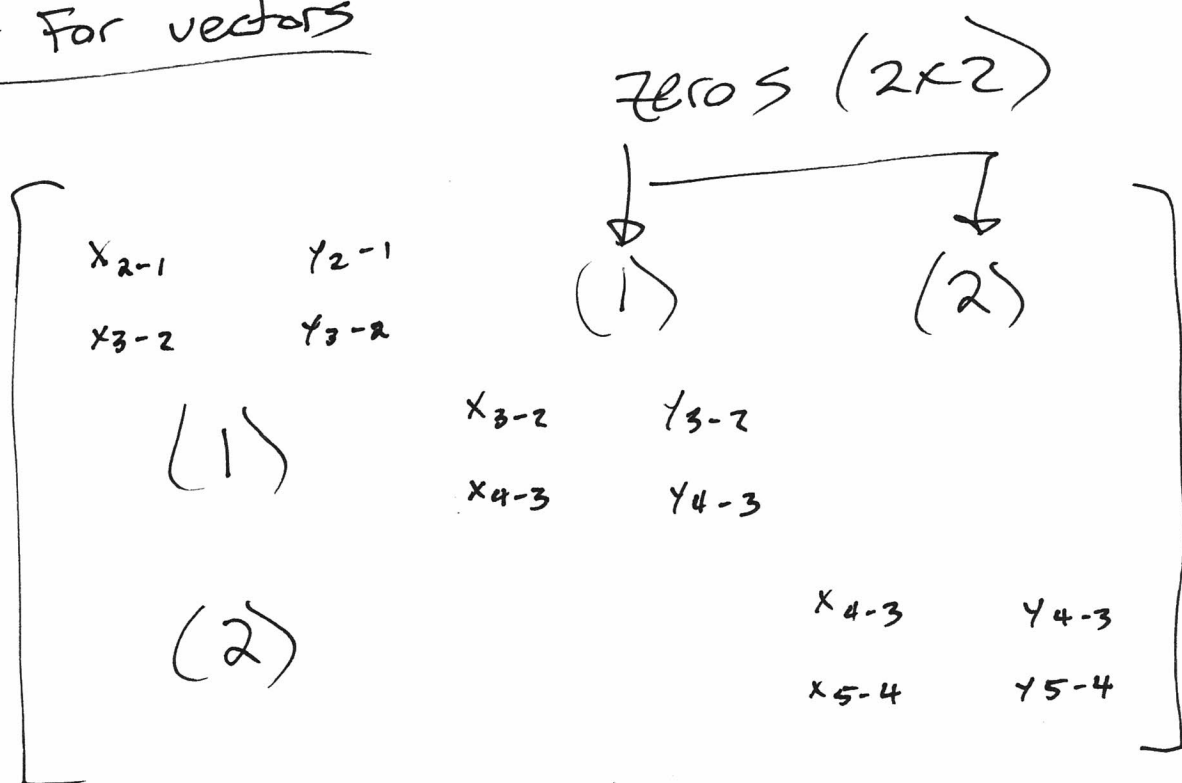 For vectors
zeros (2x2)
x2-1 y2-1 (1) (2)
x3-2 y3-2
(1) x3-2 y3-2
x4-3 y4-3
(2) x4-3 y4-3
x5-4 y5-4